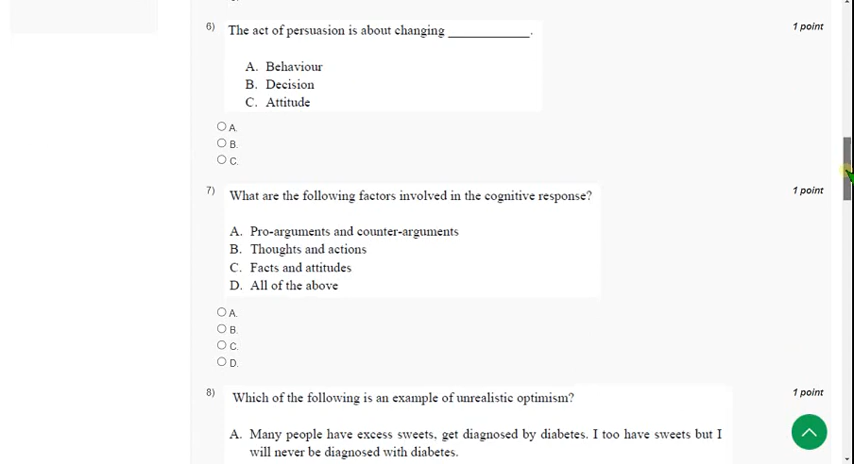 6) The act of persuasion is about changing ____________. 1 point
A. Behaviour
B. Decision
C. Attitude
A.
B.
C.
7) What are the following factors involved in the cognitive response? 1 point
A. Pro-arguments and counter-arguments
B. Thoughts and actions
C. Facts and attitudes
D. All of the above
A.
B.
C.
D.
8) Which of the following is an example of unrealistic optimism? 1 point
A. Many people have excess sweets, get diagnosed by diabetes. I too have sweets but I
will never be diagnosed with diabetes.